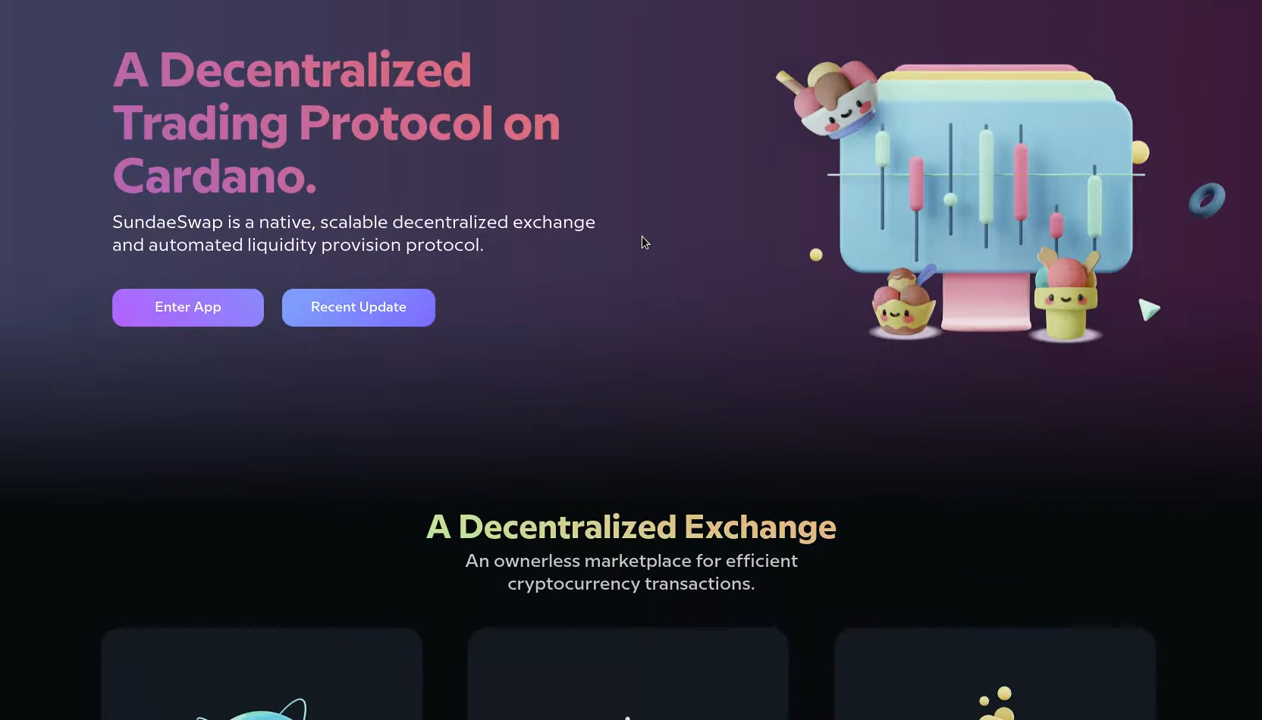 A Decentralized
Trading Protocol on
Cardano.
SundaeSwap is a native, scalable decentralized exchange
and automated liquidity provision protocol.
Enter App
Recent Update
A Decentralized Exchange
An ownerless marketplace for efficient
cryptocurrency transactions.